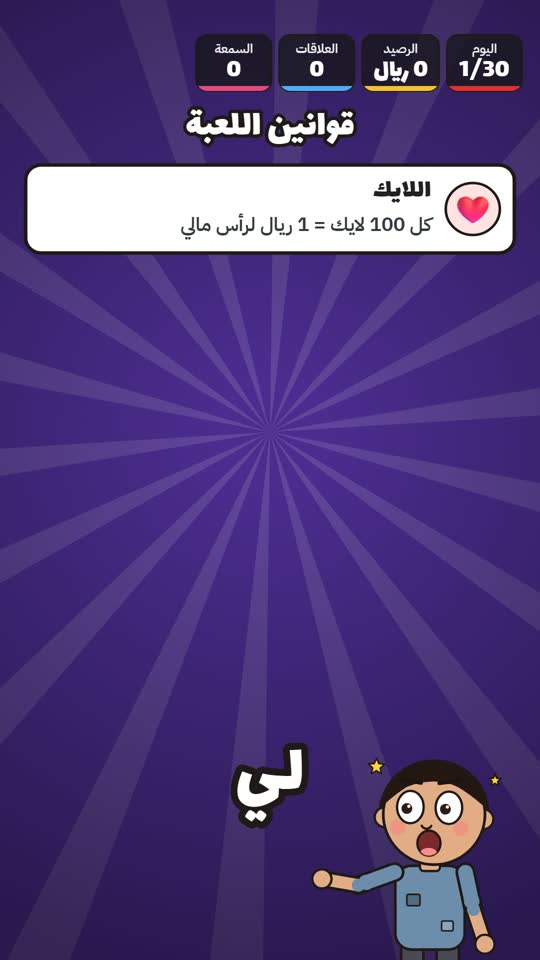 اليوم
1/30
الرصيد
0 ريال
العلاقات
0
السمعة
0
قوانين اللعبة
اللايك
كل 100 لايك = 1 ريال لرأس مالي
لي